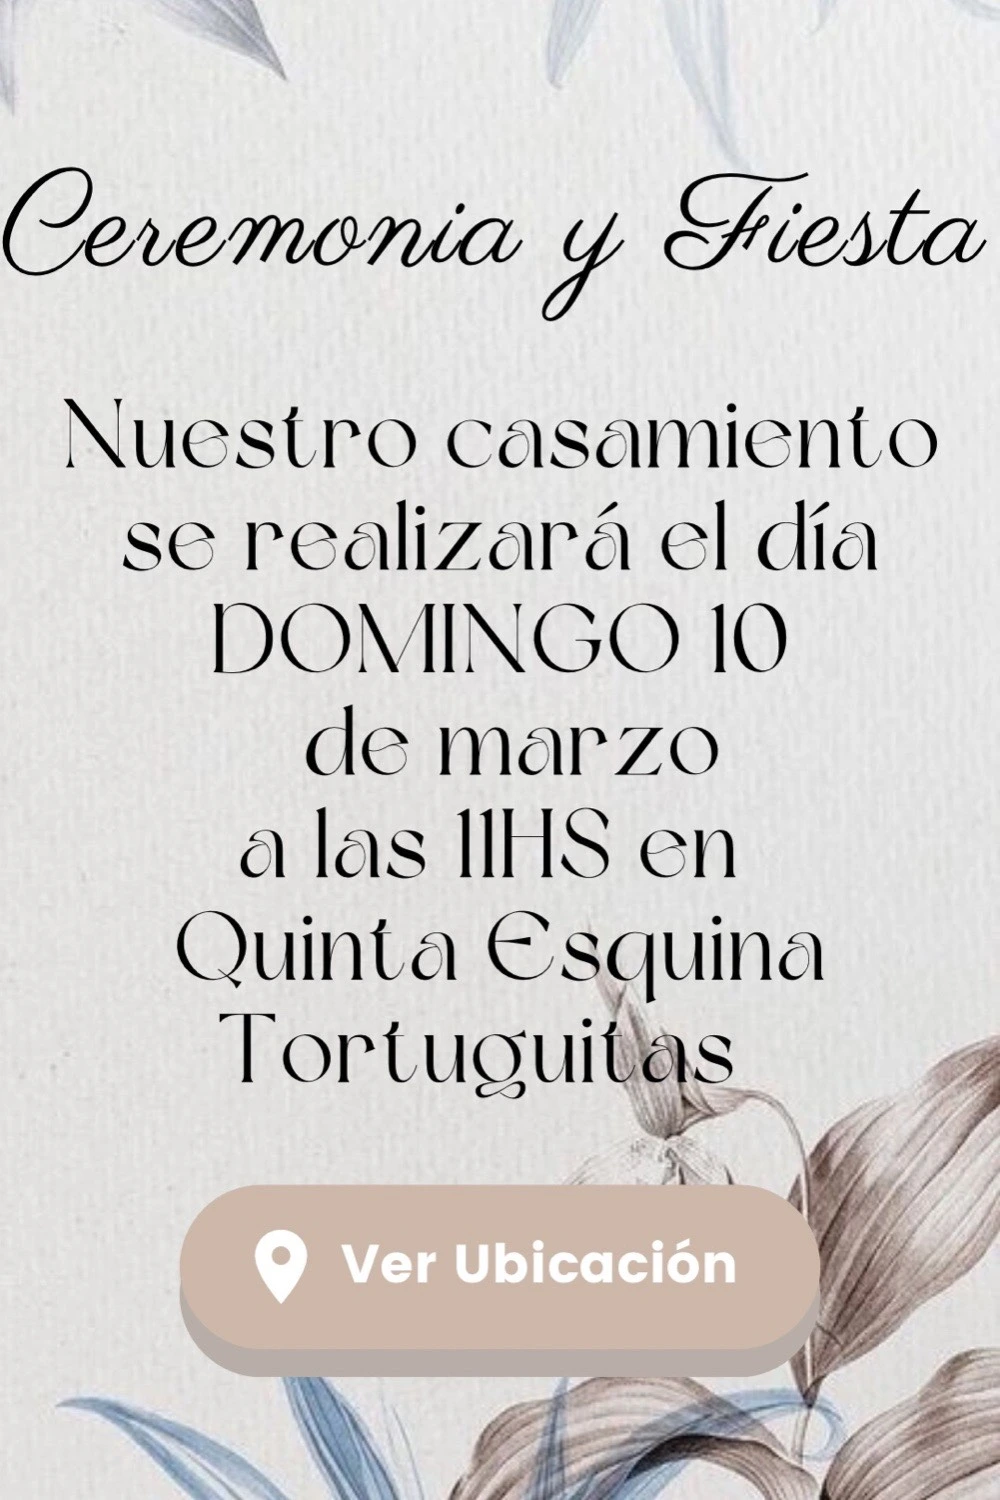 Ceremonia y Fiesta
Nuestro casamiento
se realizará el día
DOMINGO 10
de marzo
a las 11HS en
Quinta Esquina
Tortuguitas
Ver Ubicación